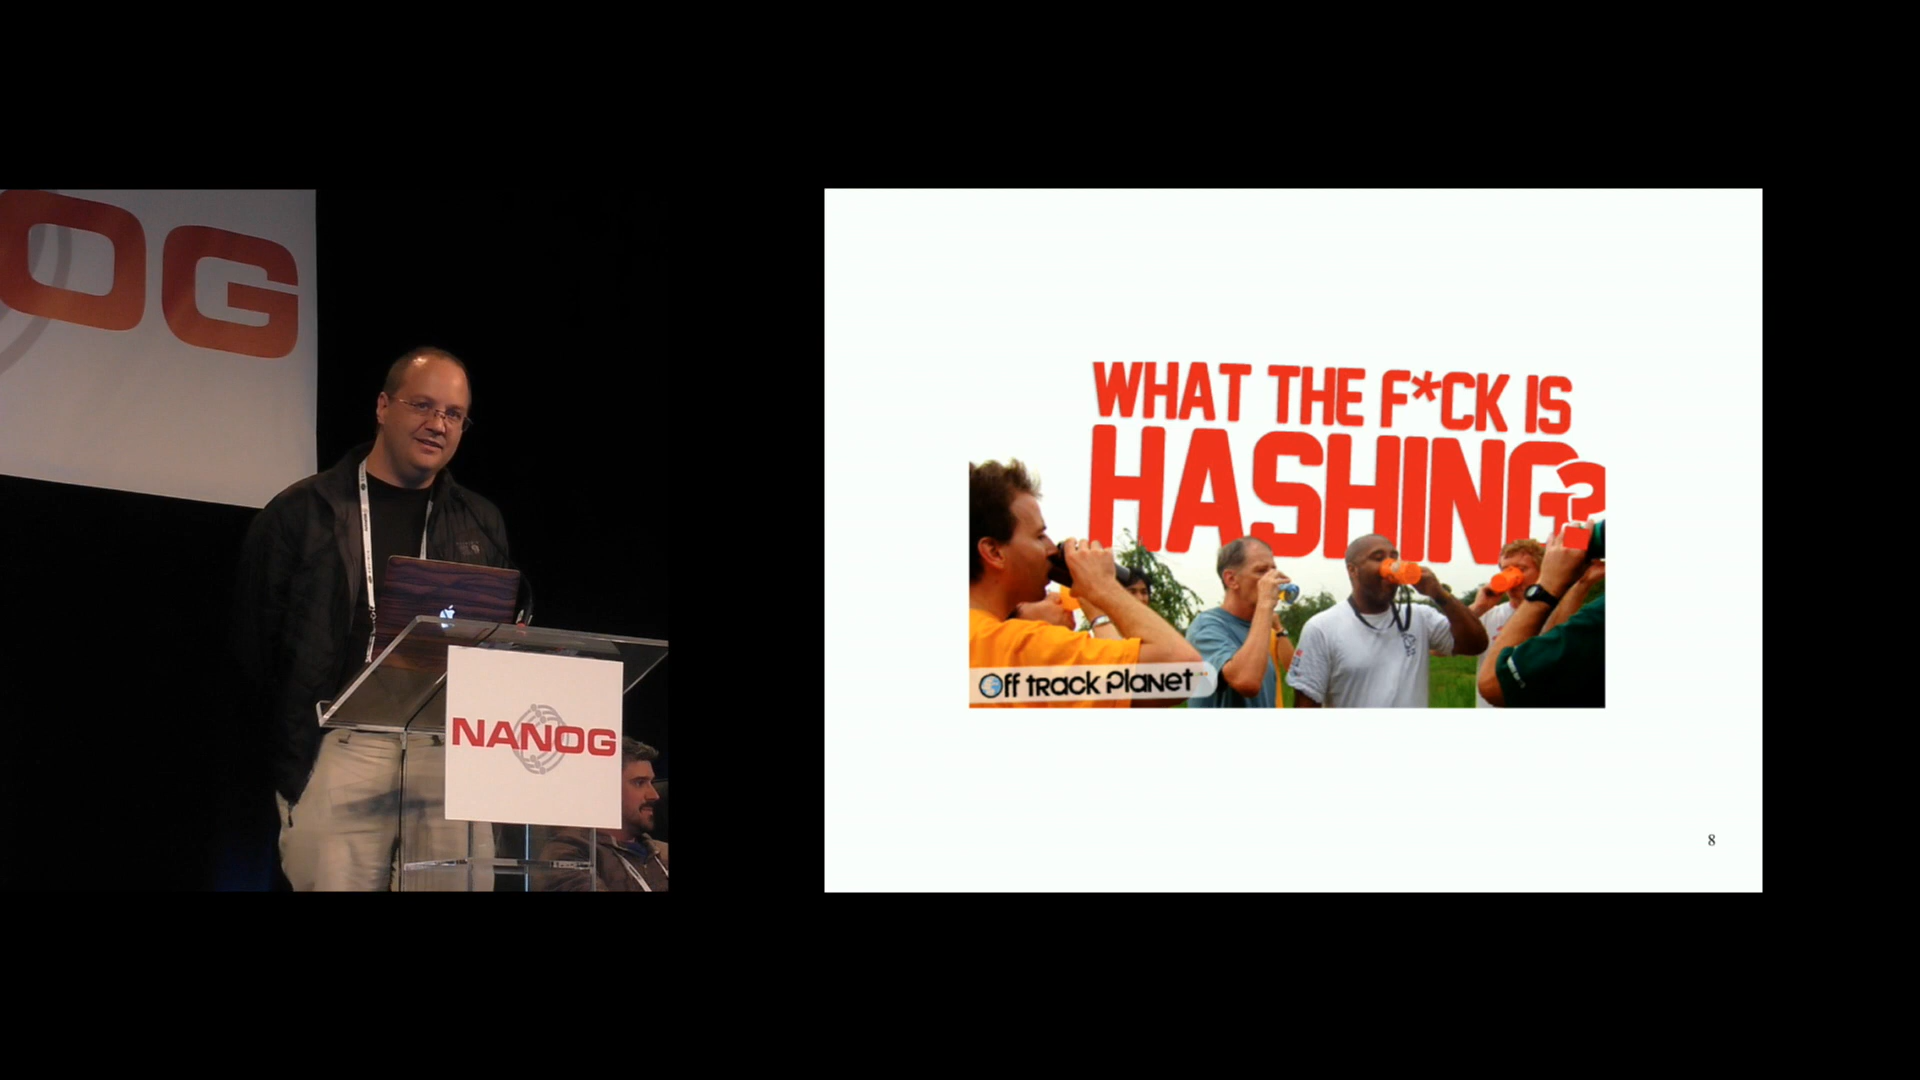 OG
NANOG
WHAT THE F*CK IS
HASHING?
Off track Planet
8